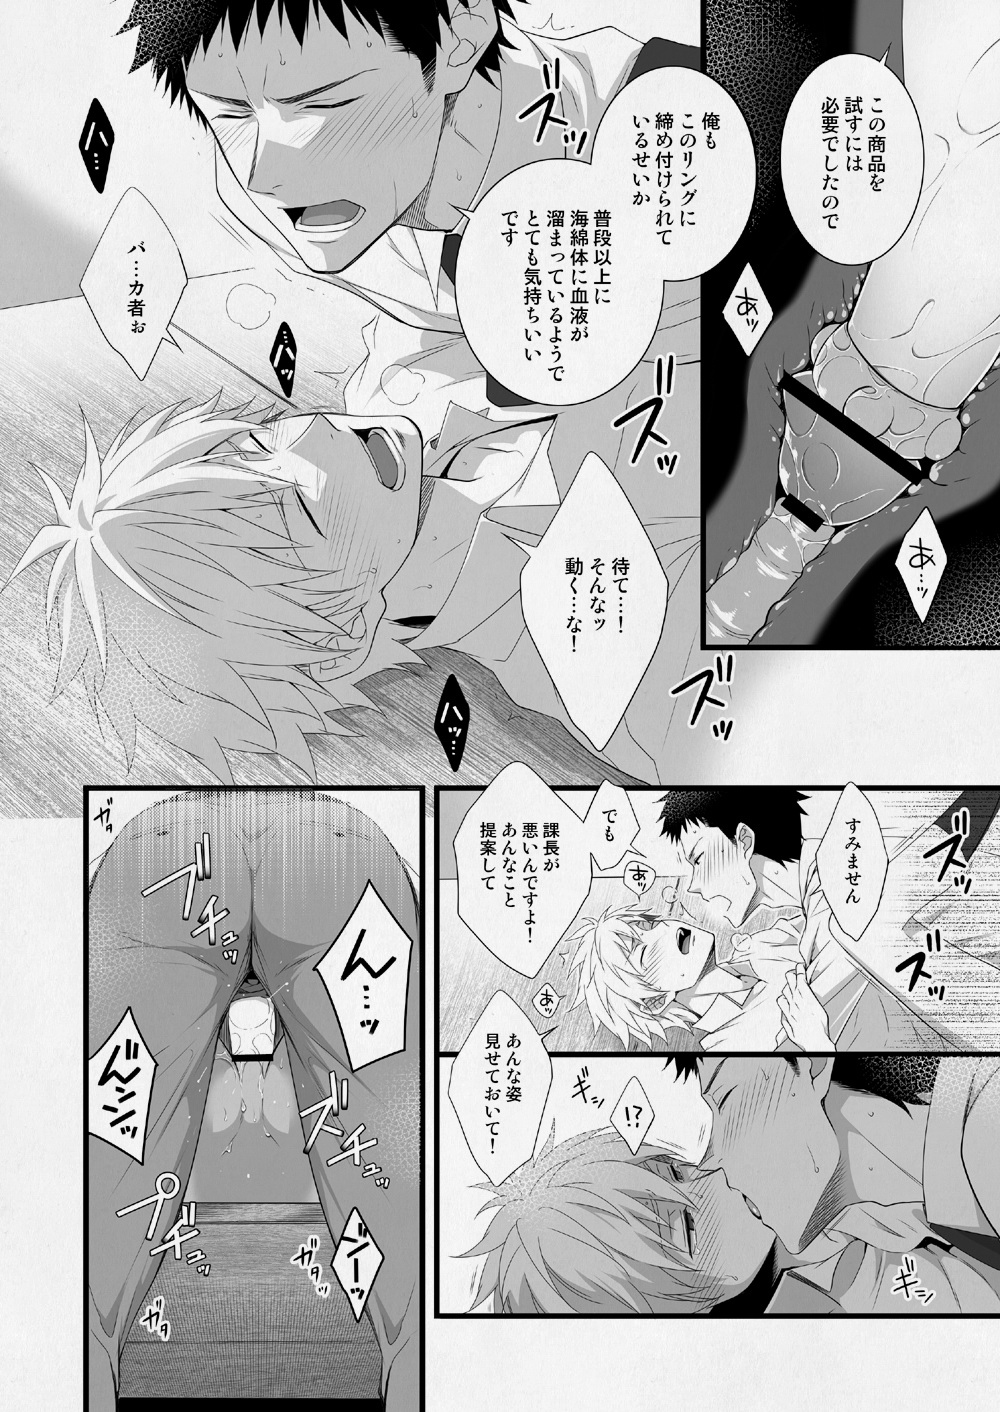 この商品を
試すには
必要でしたので
俺も
このリングに
締め付けられて
いるせいか
普段以上に
海綿体に血液が
溜まっているようで
とても気持ちいい
です
あッ
あ…ッ
ズッ
ハ…
バ…カ者ぉ
ハッ…
ズッ
待て…！
そんなッ
動く…な！
ズッ
ハッ…
すみません
でも
課長が
悪いんですよ！
あんなこと
提案して
あッ
あ…ッ
ズッ
あんな姿
見せておいて！
ギシ
!?
ギシッ
ガタ
ブチュッ
ん…ッ
んンンッ
ズチュッ
プチュッ
ンーッ
ガタッ
ガタ